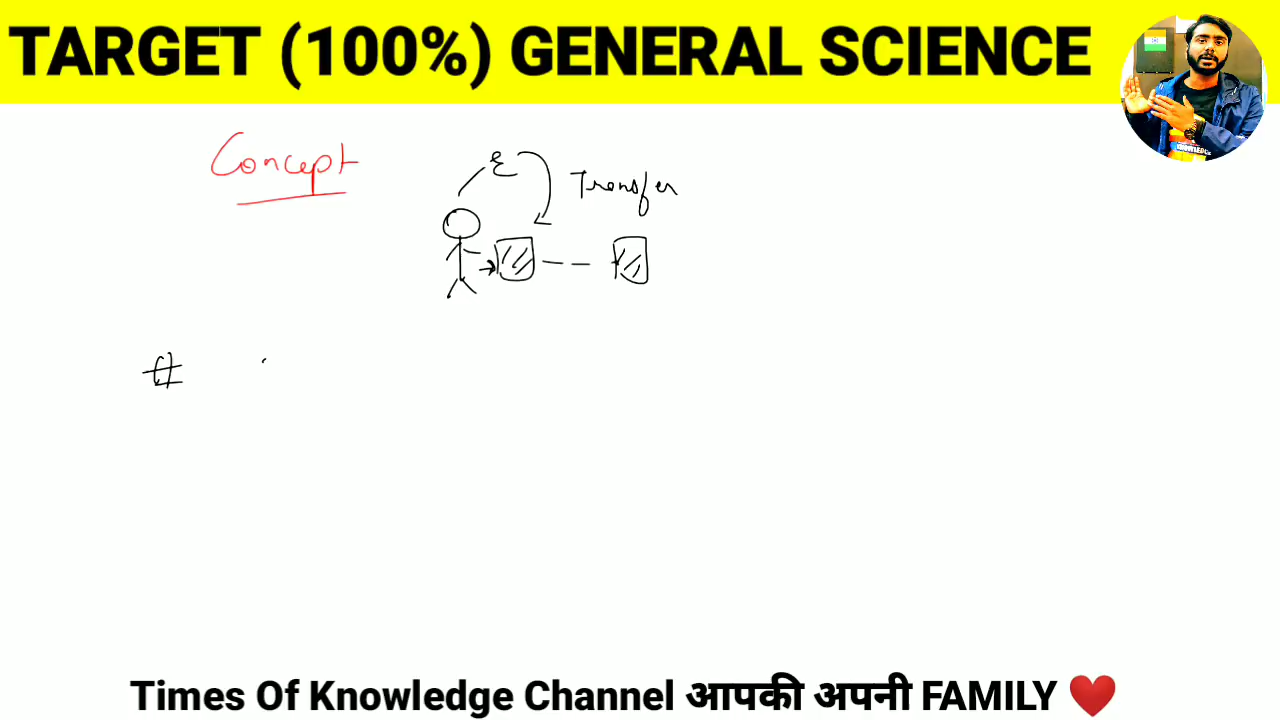 TARGET (100%) GENERAL SCIENCE
Concept
E
Transfer
#
Times Of Knowledge Channel आपकी अपनी FAMILY ❤️